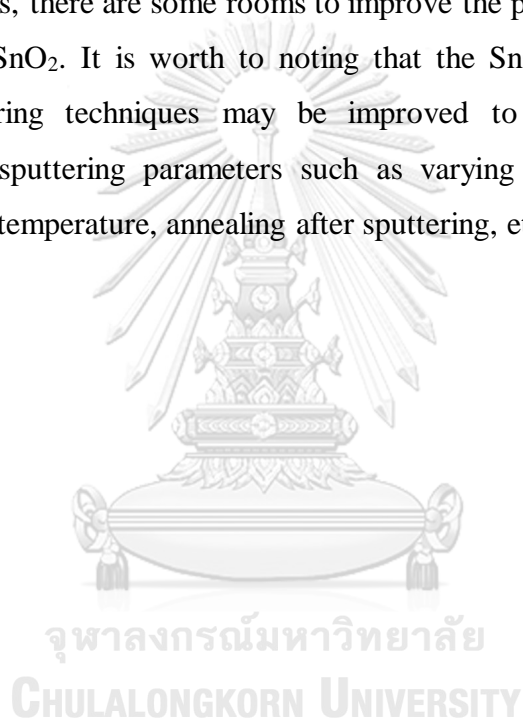 s, there are some rooms to improve the p
SnO₂. It is worth to noting that the Sn
ring techniques may be improved to
sputtering parameters such as varying
temperature, annealing after sputtering, e
จุฬาลงกรณ์มหาวิทยาลัย
CHULALONGKORN UNIVERSITY